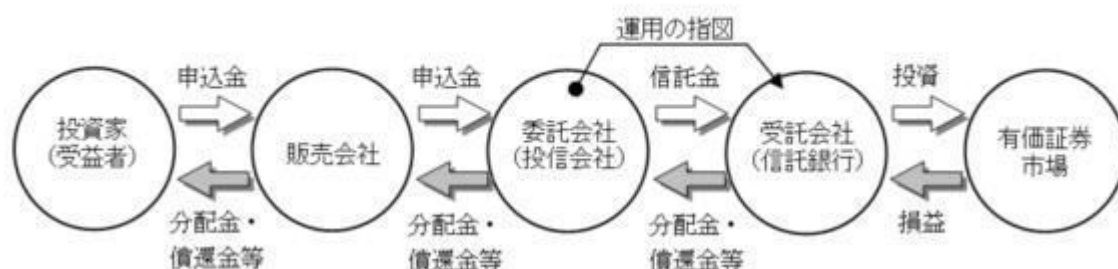 運用の指図
申込金
申込金
信託金
投資
投資家
(受益者)
販売会社
委託会社
(投信会社)
受託会社
(信託銀行)
有価証券
市場
分配金・
償還金等
分配金・
償還金等
分配金・
償還金等
損益